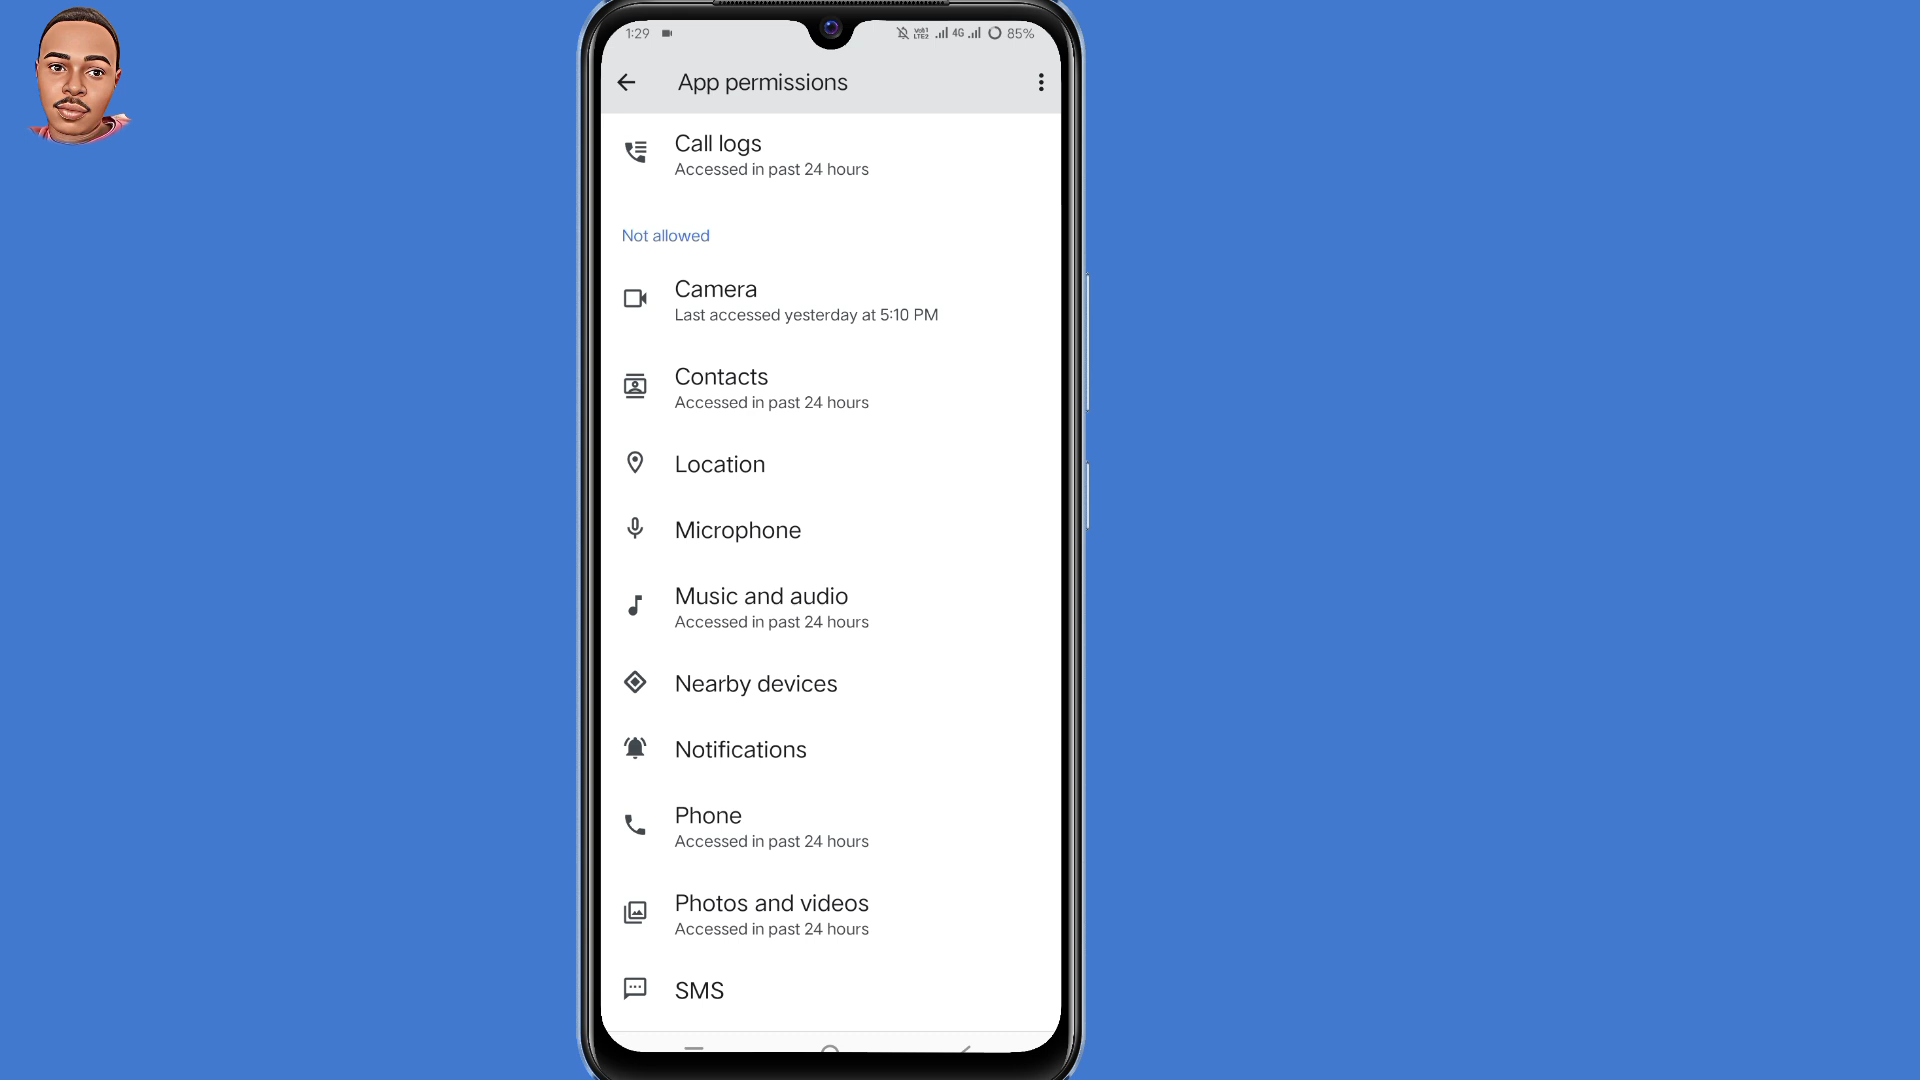 1:29
4G
85%
App permissions
Call logs
Accessed in past 24 hours
Not allowed
Camera
Last accessed yesterday at 5:10 PM
Contacts
Accessed in past 24 hours
Location
Microphone
Music and audio
Accessed in past 24 hours
Nearby devices
Notifications
Phone
Accessed in past 24 hours
Photos and videos
Accessed in past 24 hours
SMS